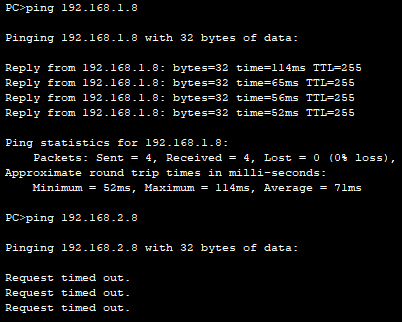 PC>ping 192.168.1.8
Pinging 192.168.1.8 with 32 bytes of data:
Reply from 192.168.1.8: bytes=32 time=114ms TTL=255
Reply from 192.168.1.8: bytes=32 time=65ms TTL=255
Reply from 192.168.1.8: bytes=32 time=56ms TTL=255
Reply from 192.168.1.8: bytes=32 time=52ms TTL=255
Ping statistics for 192.168.1.8:
Packets: Sent = 4, Received = 4, Lost = 0 (0% loss),
Approximate round trip times in milli-seconds:
Minimum = 52ms, Maximum = 114ms, Average = 71ms
PC>ping 192.168.2.8
Pinging 192.168.2.8 with 32 bytes of data:
Request timed out.
Request timed out.
Request timed out.